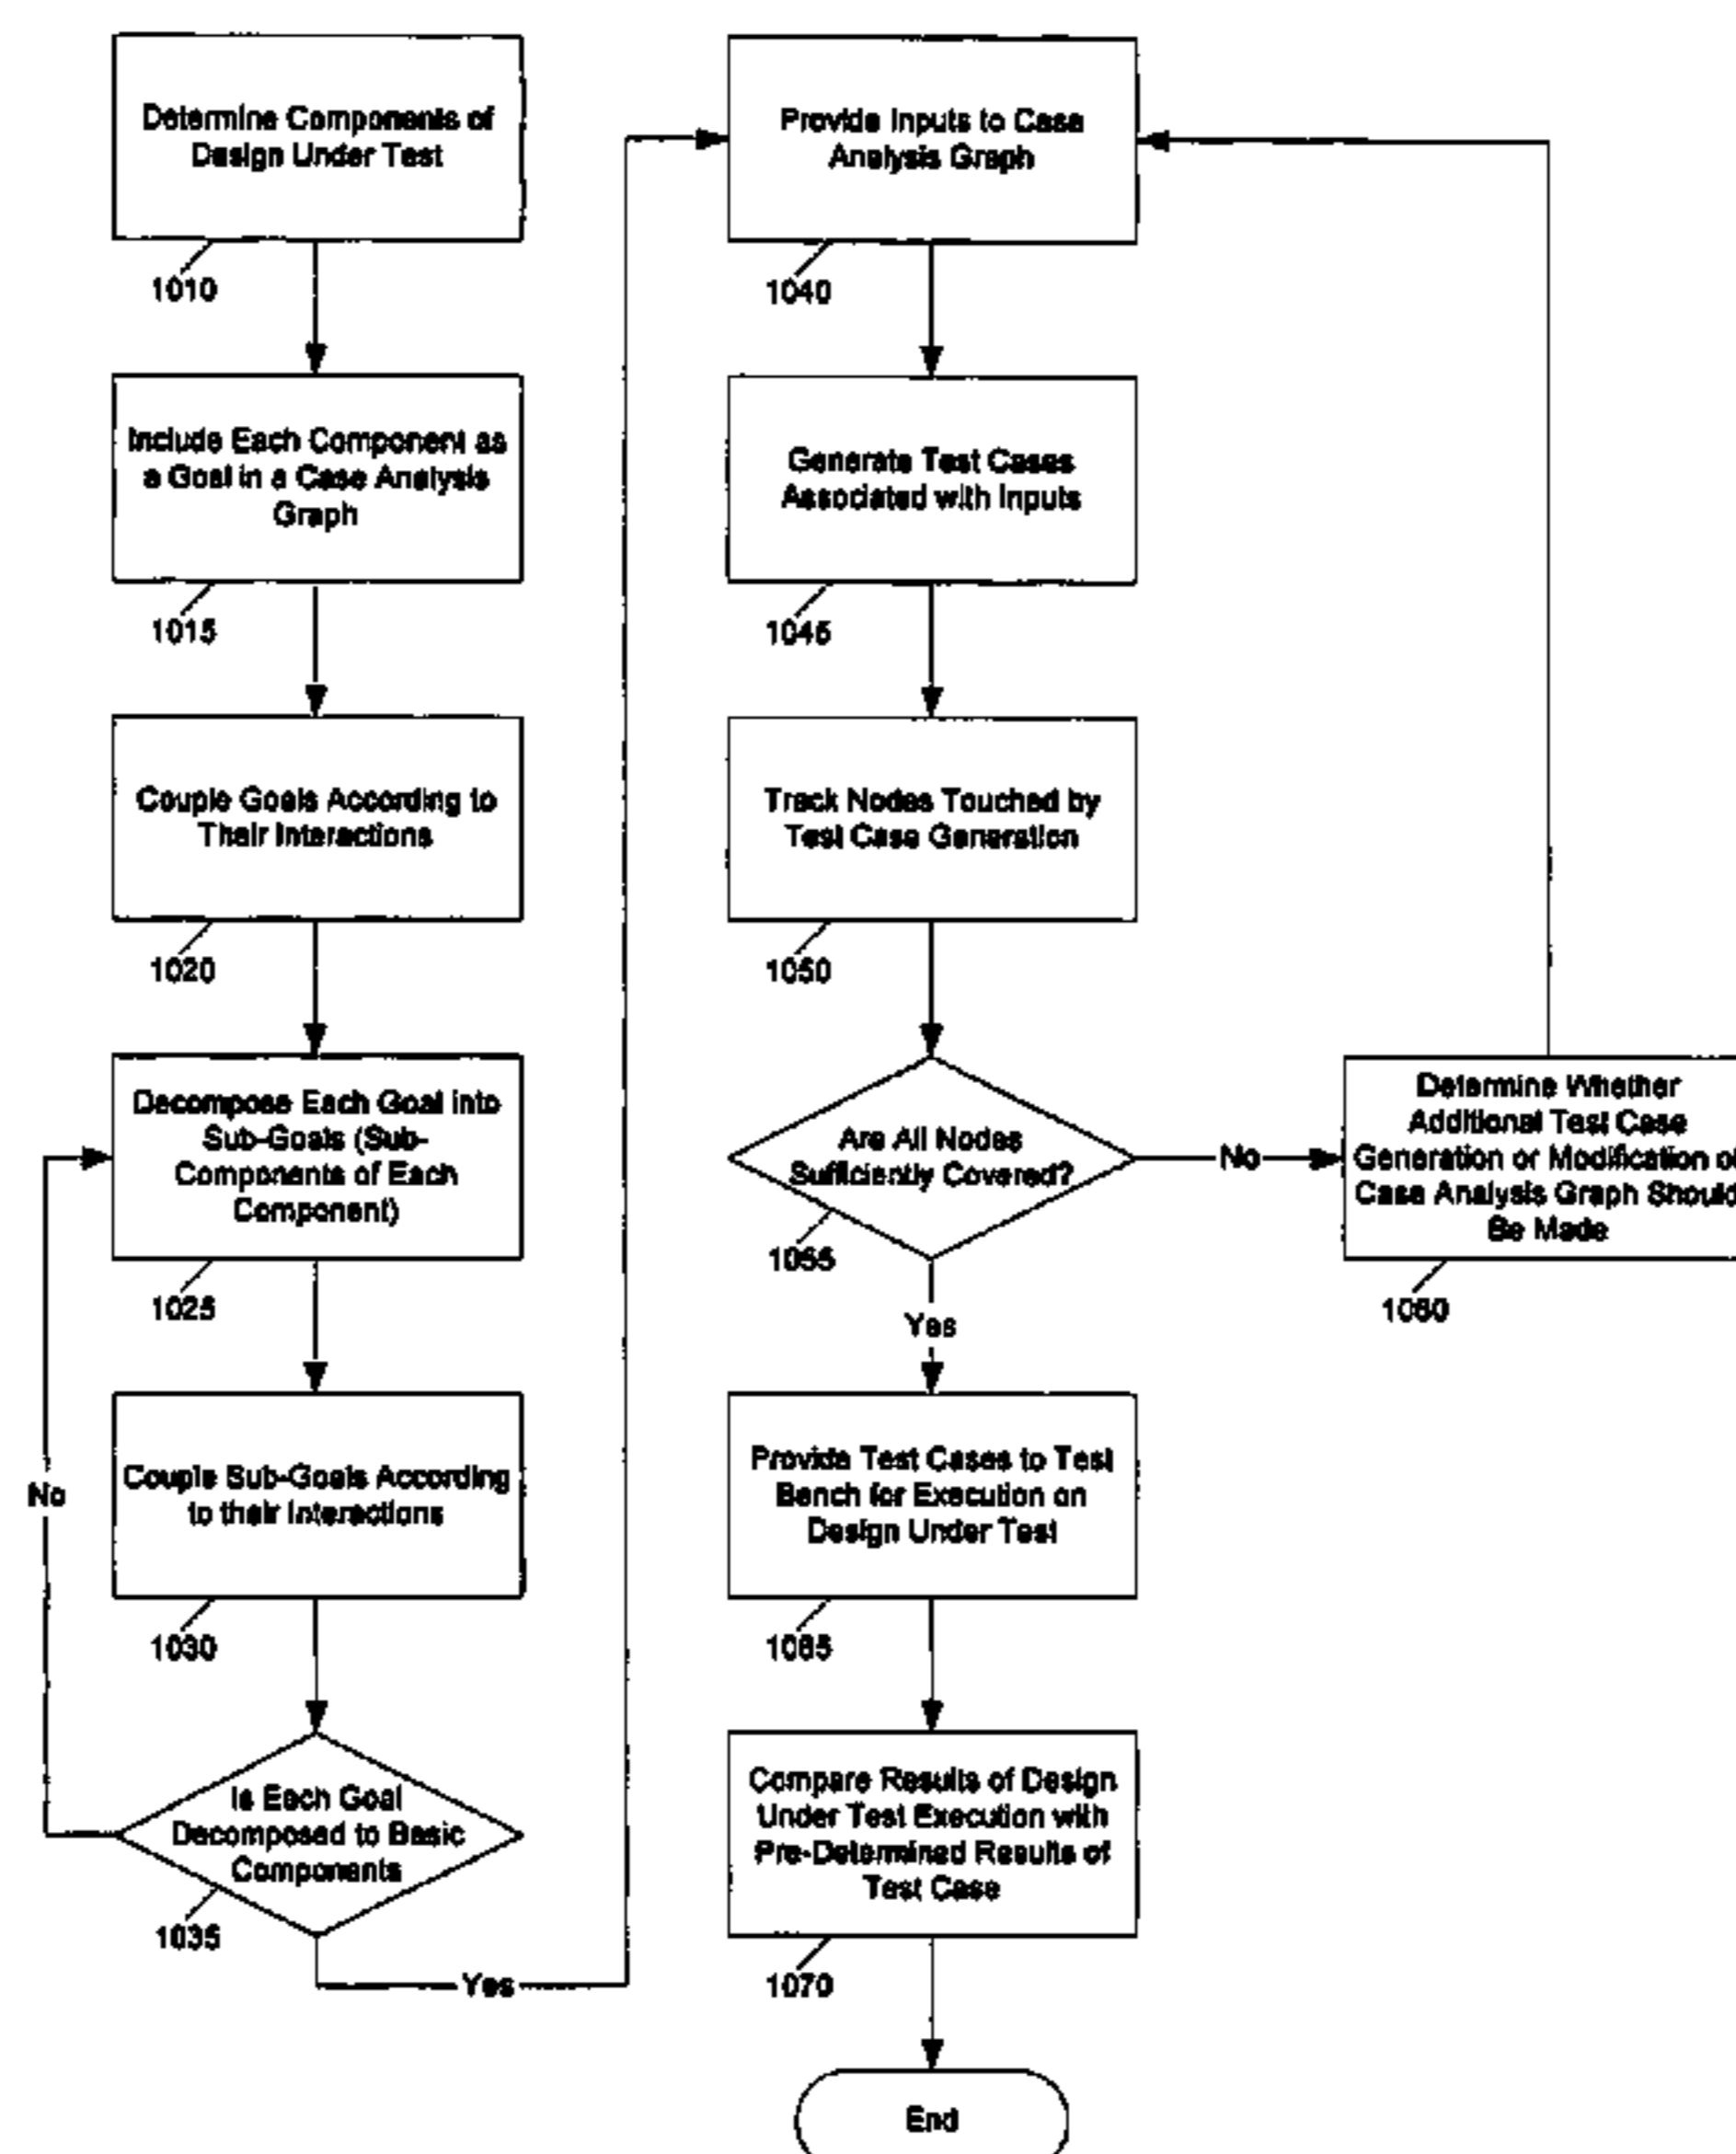 Determine Components of
Design Under Test
1010
Include Each Component as
a Goal in a Case Analysis
Graph
1015
Couple Goals According to
Their Interactions
1020
Decompose Each Goal into
Sub-Goals (Sub-
Components of Each
Component)
1025
Couple Sub-Goals According
to their Interactions
1030
No
Is Each Goal
Decomposed to Basic
Components
1035
Yes
Provide Inputs to Case
Analysis Graph
1040
Generate Test Cases
Associated with Inputs
1045
Track Nodes Touched by
Test Case Generation
1050
Are All Nodes
Sufficiently Covered?
1055
No
Determine Whether
Additional Test Case
Generation or Modification of
Case Analysis Graph Should
Be Made
1060
Yes
Provide Test Cases to Test
Bench for Execution on
Design Under Test
1065
Compare Results of Design
Under Test Execution with
Pre-Determined Results of
Test Case
1070
End